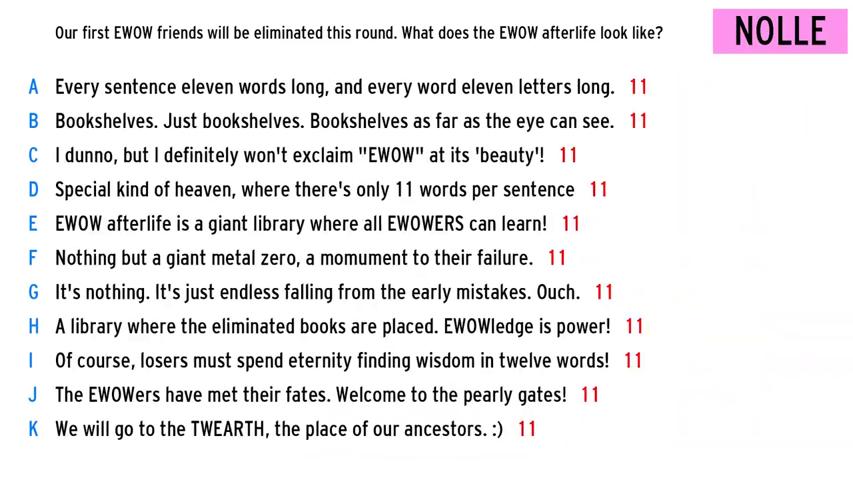 Our first EWOW friends will be eliminated this round. What does the EWOW afterlife look like?
NOLLE
A Every sentence eleven words long, and every word eleven letters long. 11
B Bookshelves. Just bookshelves. Bookshelves as far as the eye can see. 11
C I dunno, but I definitely won't exclaim "EWOW" at its 'beauty'! 11
D Special kind of heaven, where there's only 11 words per sentence 11
E EWOW afterlife is a giant library where all EWOWERS can learn! 11
F Nothing but a giant metal zero, a momument to their failure. 11
G It's nothing. It's just endless falling from the early mistakes. Ouch. 11
H A library where the eliminated books are placed. EWOWledge is power! 11
I Of course, losers must spend eternity finding wisdom in twelve words! 11
J The EWOWers have met their fates. Welcome to the pearly gates! 11
K We will go to the TWEARTH, the place of our ancestors. :) 11